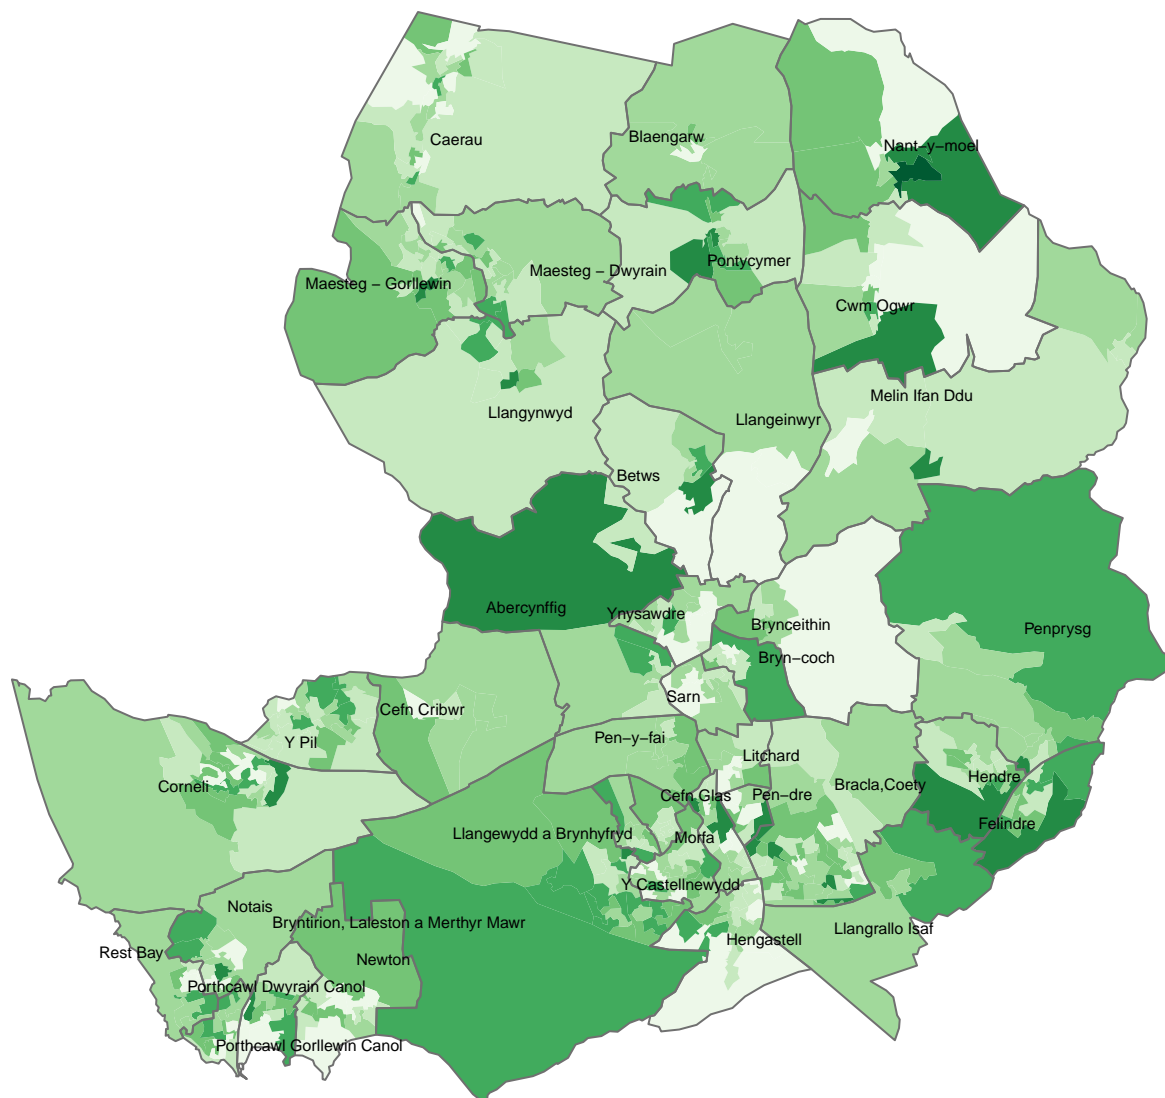 Caerau
Blaengarw
Nant-y-moel
Maesteg - Gorllewin
Maesteg - Dwyrain
Pontycymer
Cwm Ogwr
Llangynwyd
Llangeinwyr
Melin Ifan Ddu
Betws
Abercynffig
Ynysawdre
Brynceithin
Penprysg
Bryn-coch
Sarn
Cefn Cribwr
Y Pil
Pen-y-fai
Litchard
Corneli
Cefn Glas
Pen-dre
Bracla,Coety
Hendre
Felindre
Llangewydd a Brynhyfryd
Morfa
Y Castellnewydd
Notais
Bryntirion, Laleston a Merthyr Mawr
Llangrallo Isaf
Rest Bay
Newton
Hengastell
Porthcawl Dwyrain Canol
Porthcawl Gorllewin Canol